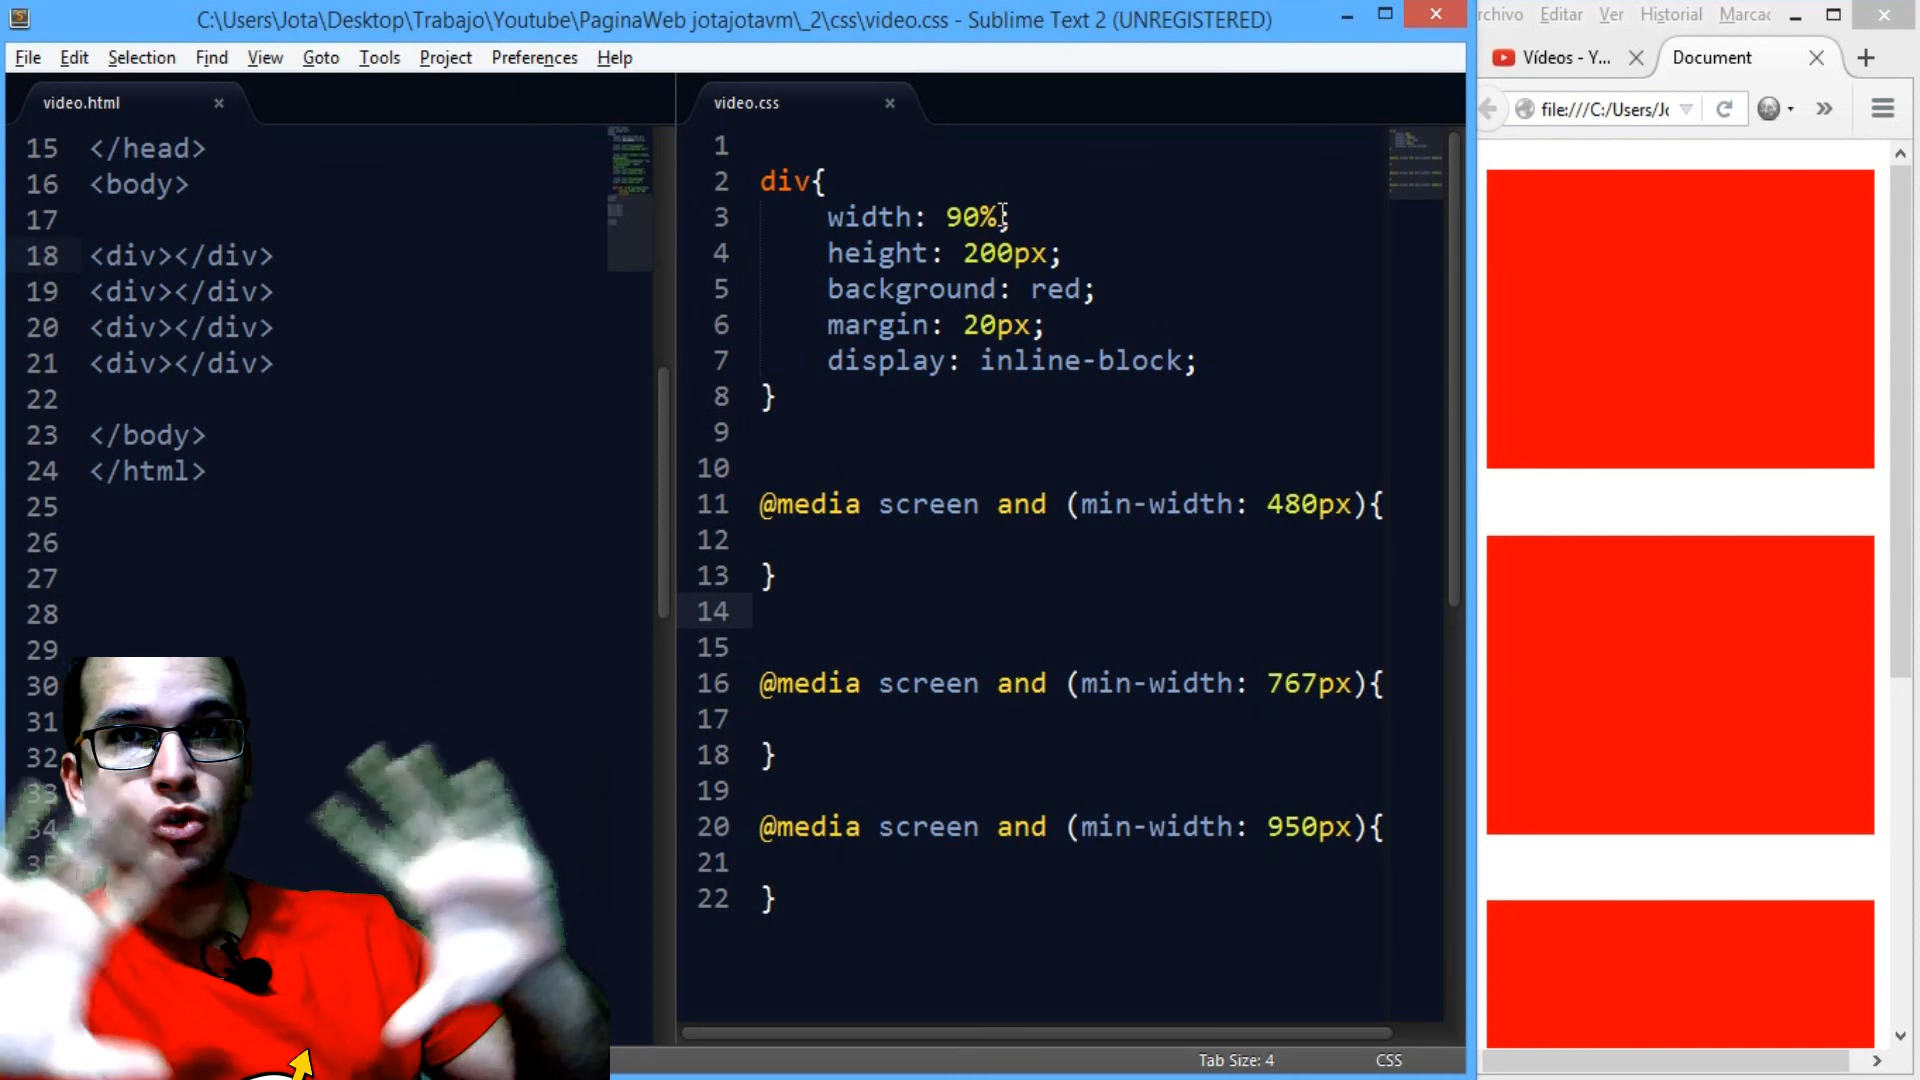 C:\Users\Jota\Desktop\Trabajo\Youtube\PaginaWeb jotajotavm\_2\css\video.css - Sublime Text 2 (UNREGISTERED)
File Edit Selection Find View Goto Tools Project Preferences Help
video.html
15 </head>
16 <body>
17
18 <div></div>
19 <div></div>
20 <div></div>
21 <div></div>
22
23 </body>
24 </html>
25
26
27
28
29
30
31
32
33
34
video.css
1
2 div{
3 width: 90%;
4 height: 200px;
5 background: red;
6 margin: 20px;
7 display: inline-block;
8 }
9
10
11 @media screen and (min-width: 480px){
12
13 }
14
15
16 @media screen and (min-width: 767px){
17
18 }
19
20 @media screen and (min-width: 950px){
21
22 }
Tab Size: 4 CSS
rchivo Editar Ver Historial Marcac
Vídeos - Y... Document
file:///C:/Users/Jo